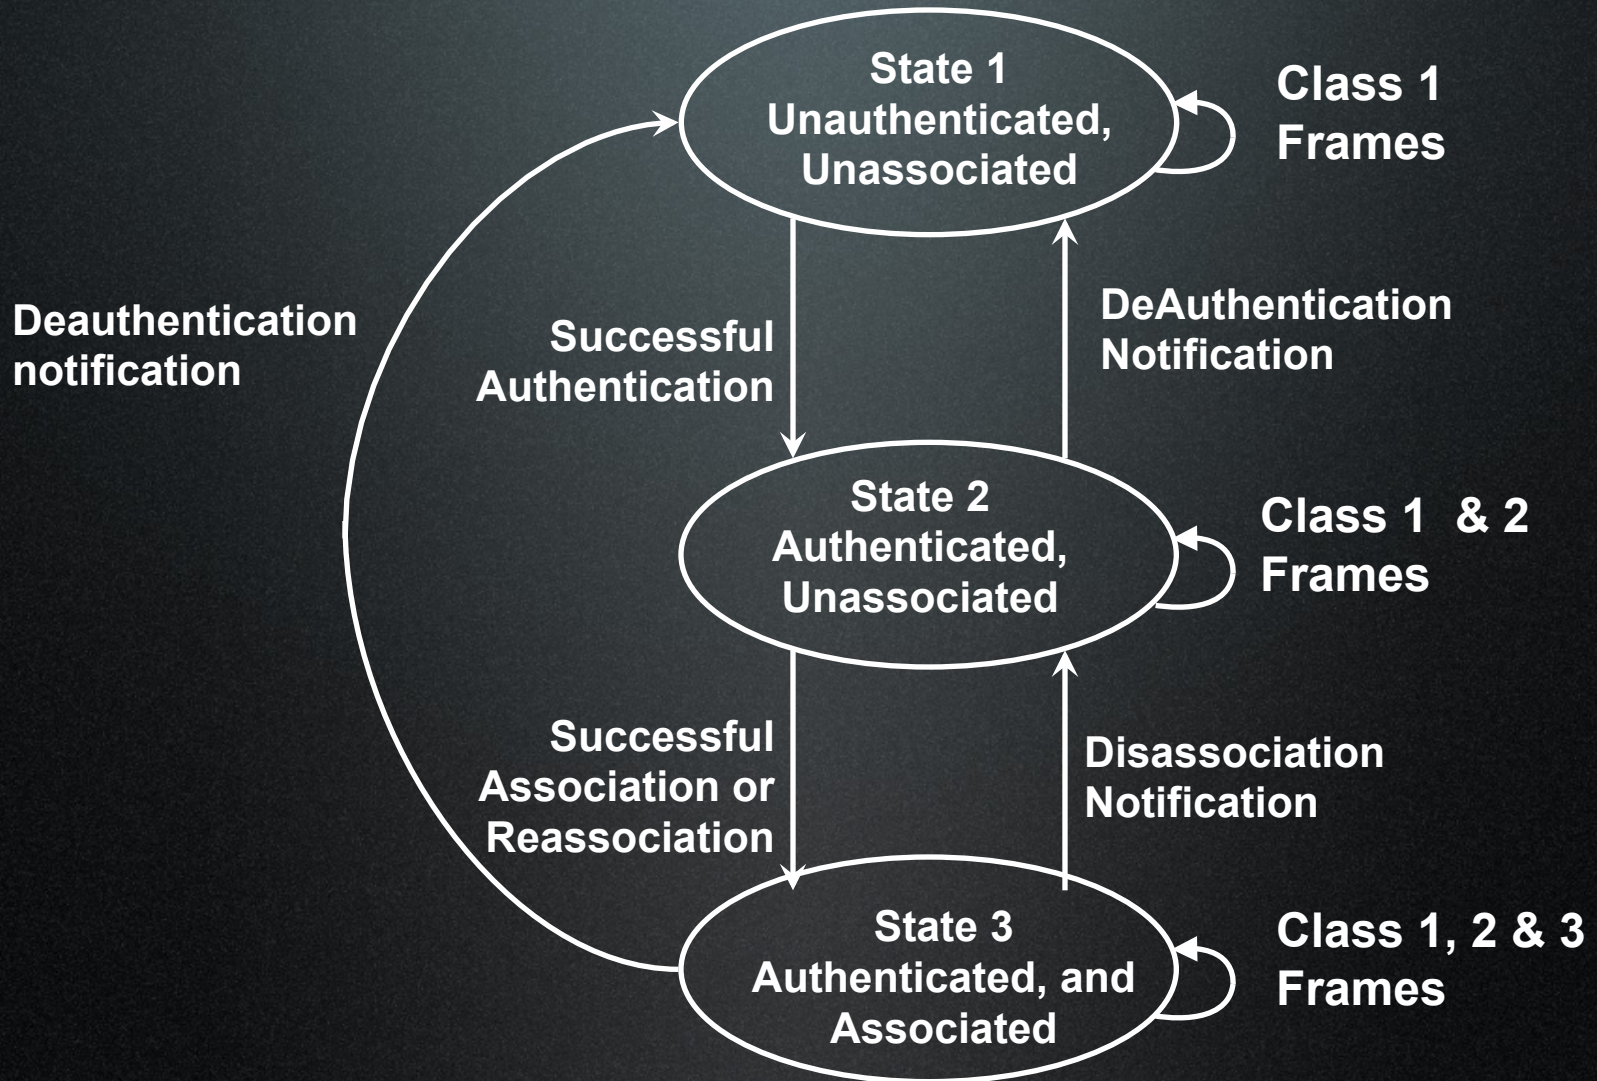 State 1
Unauthenticated,
Unassociated
Class 1
Frames
Deauthentication
notification
Successful
Authentication
DeAuthentication
Notification
State 2
Authenticated,
Unassociated
Class 1 & 2
Frames
Successful
Association or
Reassociation
Disassociation
Notification
State 3
Authenticated, and
Associated
Class 1, 2 & 3
Frames